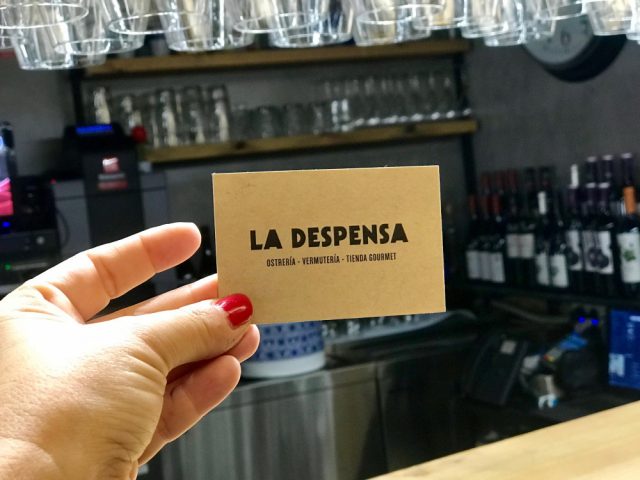 LA DESPENSA
OSTRERÍA - VERMUTERÍA - TIENDA GOURMET